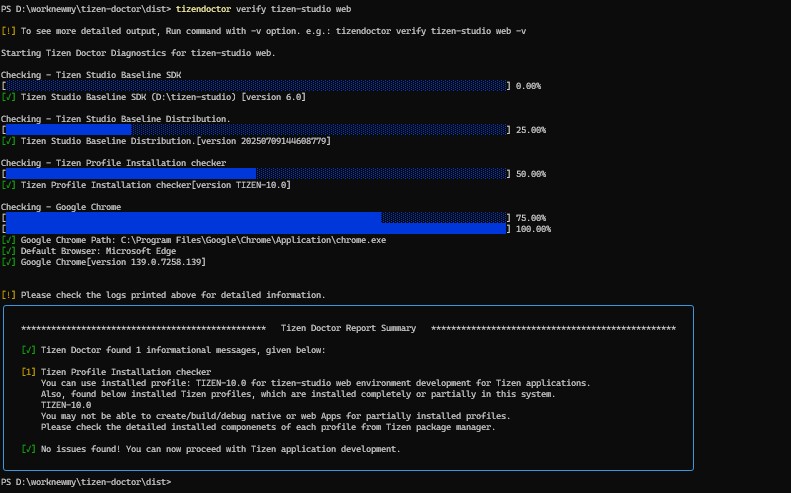 PS D:\worknewmy\tizen-doctor\dist> tizendoctor verify tizen-studio web
[!] To see more detailed output, Run command with -v option. e.g.: tizendoctor verify tizen-studio web -v
Starting Tizen Doctor Diagnostics for tizen-studio web.
Checking - Tizen Studio Baseline SDK
[ ] 0.00%
[√] Tizen Studio Baseline SDK (D:\tizen-studio) [version 6.0]
Checking - Tizen Studio Baseline Distribution.
[ ] 25.00%
[√] Tizen Studio Baseline Distribution.[version 20250709144608779]
Checking - Tizen Profile Installation checker
[ ] 50.00%
[√] Tizen Profile Installation checker[version TIZEN-10.0]
Checking - Google Chrome
[ ] 75.00%
[ ] 100.00%
[√] Google Chrome Path: C:\Program Files\Google\Chrome\Application\chrome.exe
[√] Default Browser: Microsoft Edge
[√] Google Chrome[version 139.0.7258.139]
[!] Please check the logs printed above for detailed information.
************************************************* Tizen Doctor Report Summary *************************************************
[√] Tizen Doctor found 1 informational messages, given below:
[1] Tizen Profile Installation checker
You can use installed profile: TIZEN-10.0 for tizen-studio web environment development for Tizen applications.
Also, found below installed Tizen profiles, which are installed completely or partially in this system.
TIZEN-10.0
You may not be able to create/build/debug native or web Apps for partially installed profiles.
Please check the detailed installed componenets of each profile from Tizen package manager.
[√] No issues found! You can now proceed with Tizen application development.
PS D:\worknewmy\tizen-doctor\dist>